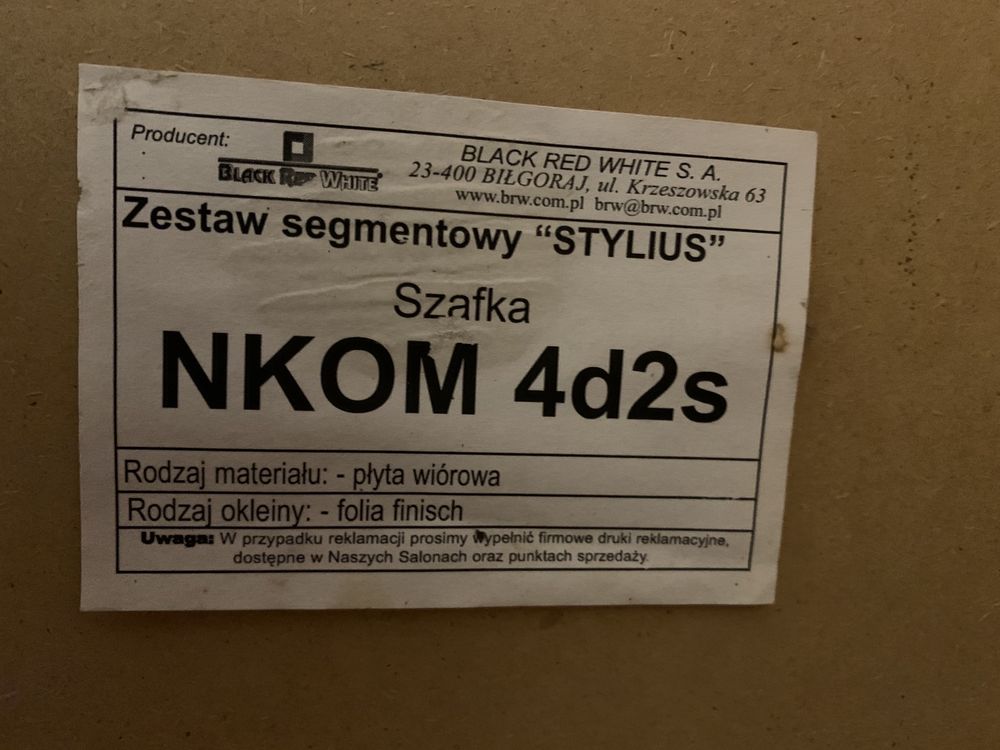 Producent:
BLACK RED WHITE
BLACK RED WHITE S. A.
23-400 BIŁGORAJ, ul. Krzeszowska 63
www.brw.com.pl brw@brw.com.pl
Zestaw segmentowy “STYLIUS”
Szafka
NKOM 4d2s
Rodzaj materiału: - płyta wiórowa
Rodzaj okleiny: - folia finisch
Uwaga: W przypadku reklamacji prosimy wypełnić firmowe druki reklamacyjne,
dostępne w Naszych Salonach oraz punktach sprzedaży.